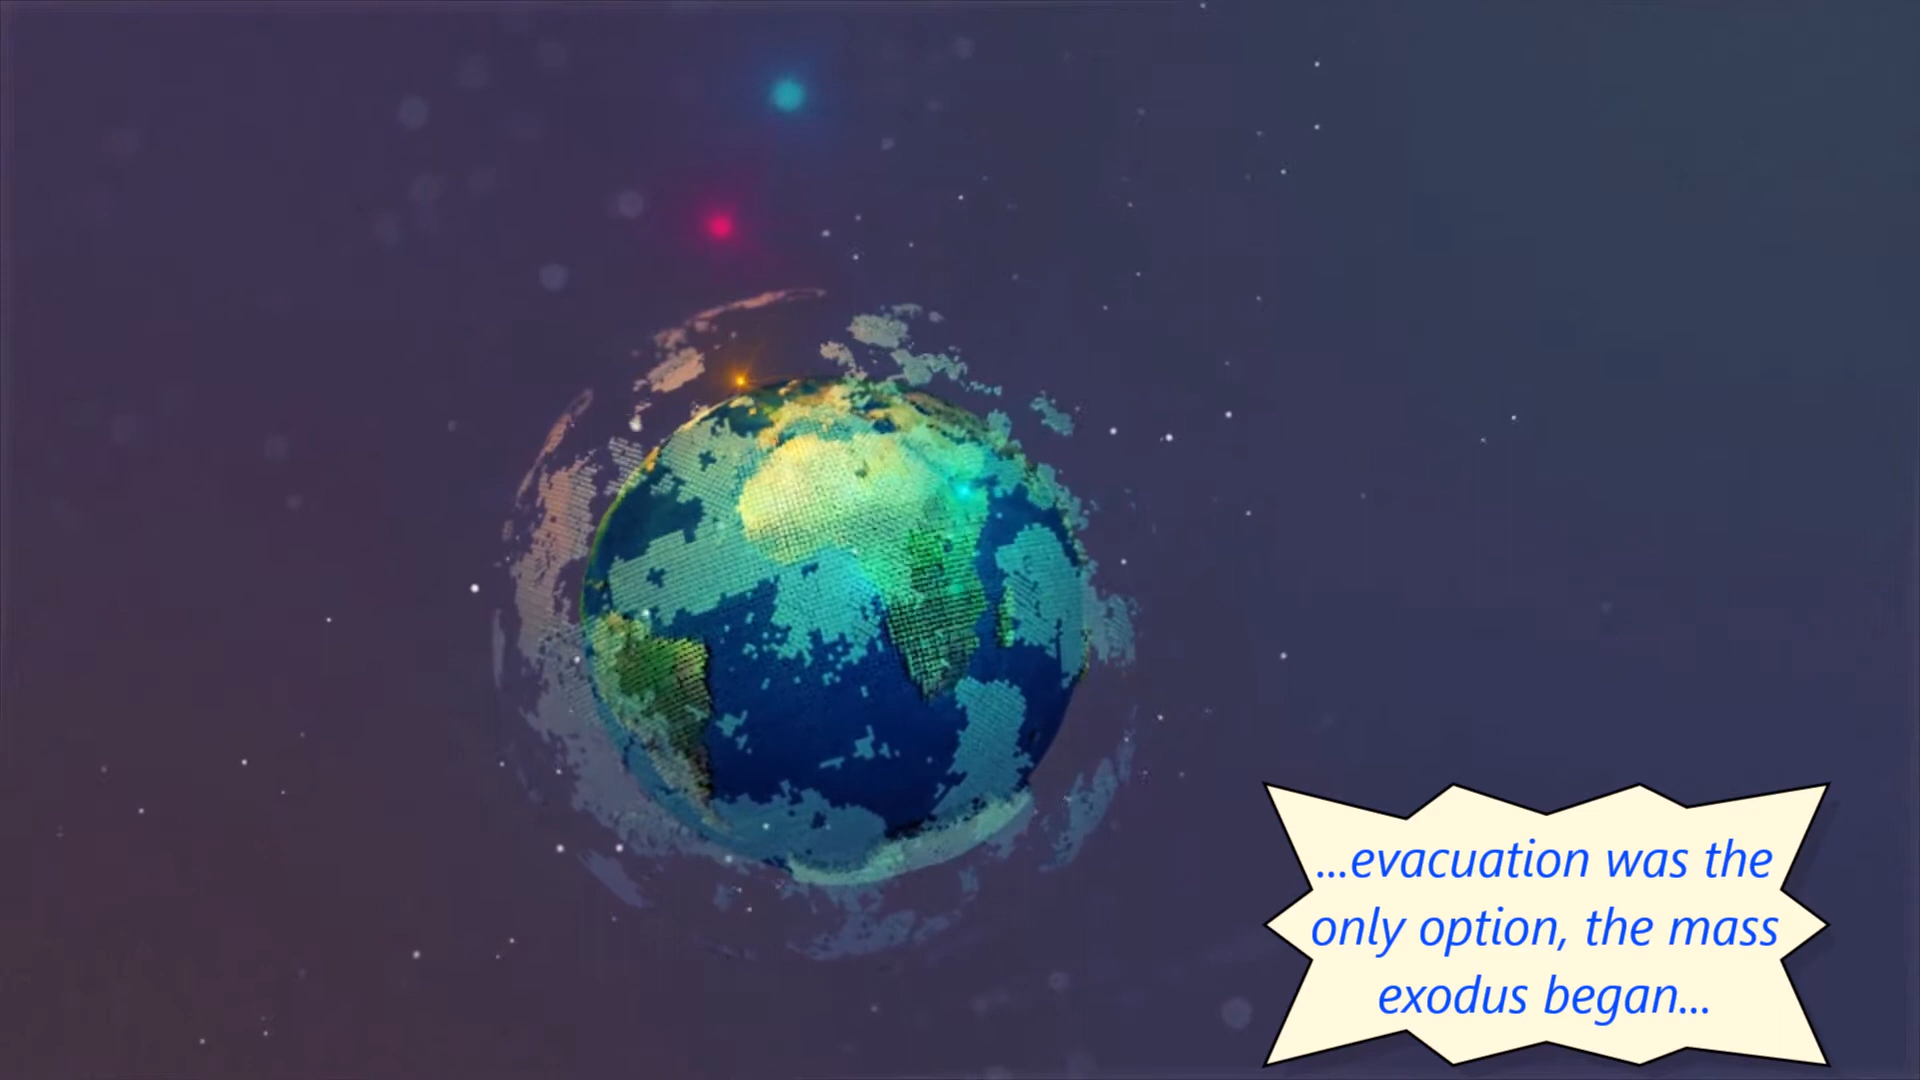 ...evacuation was the
only option, the mass
exodus began...